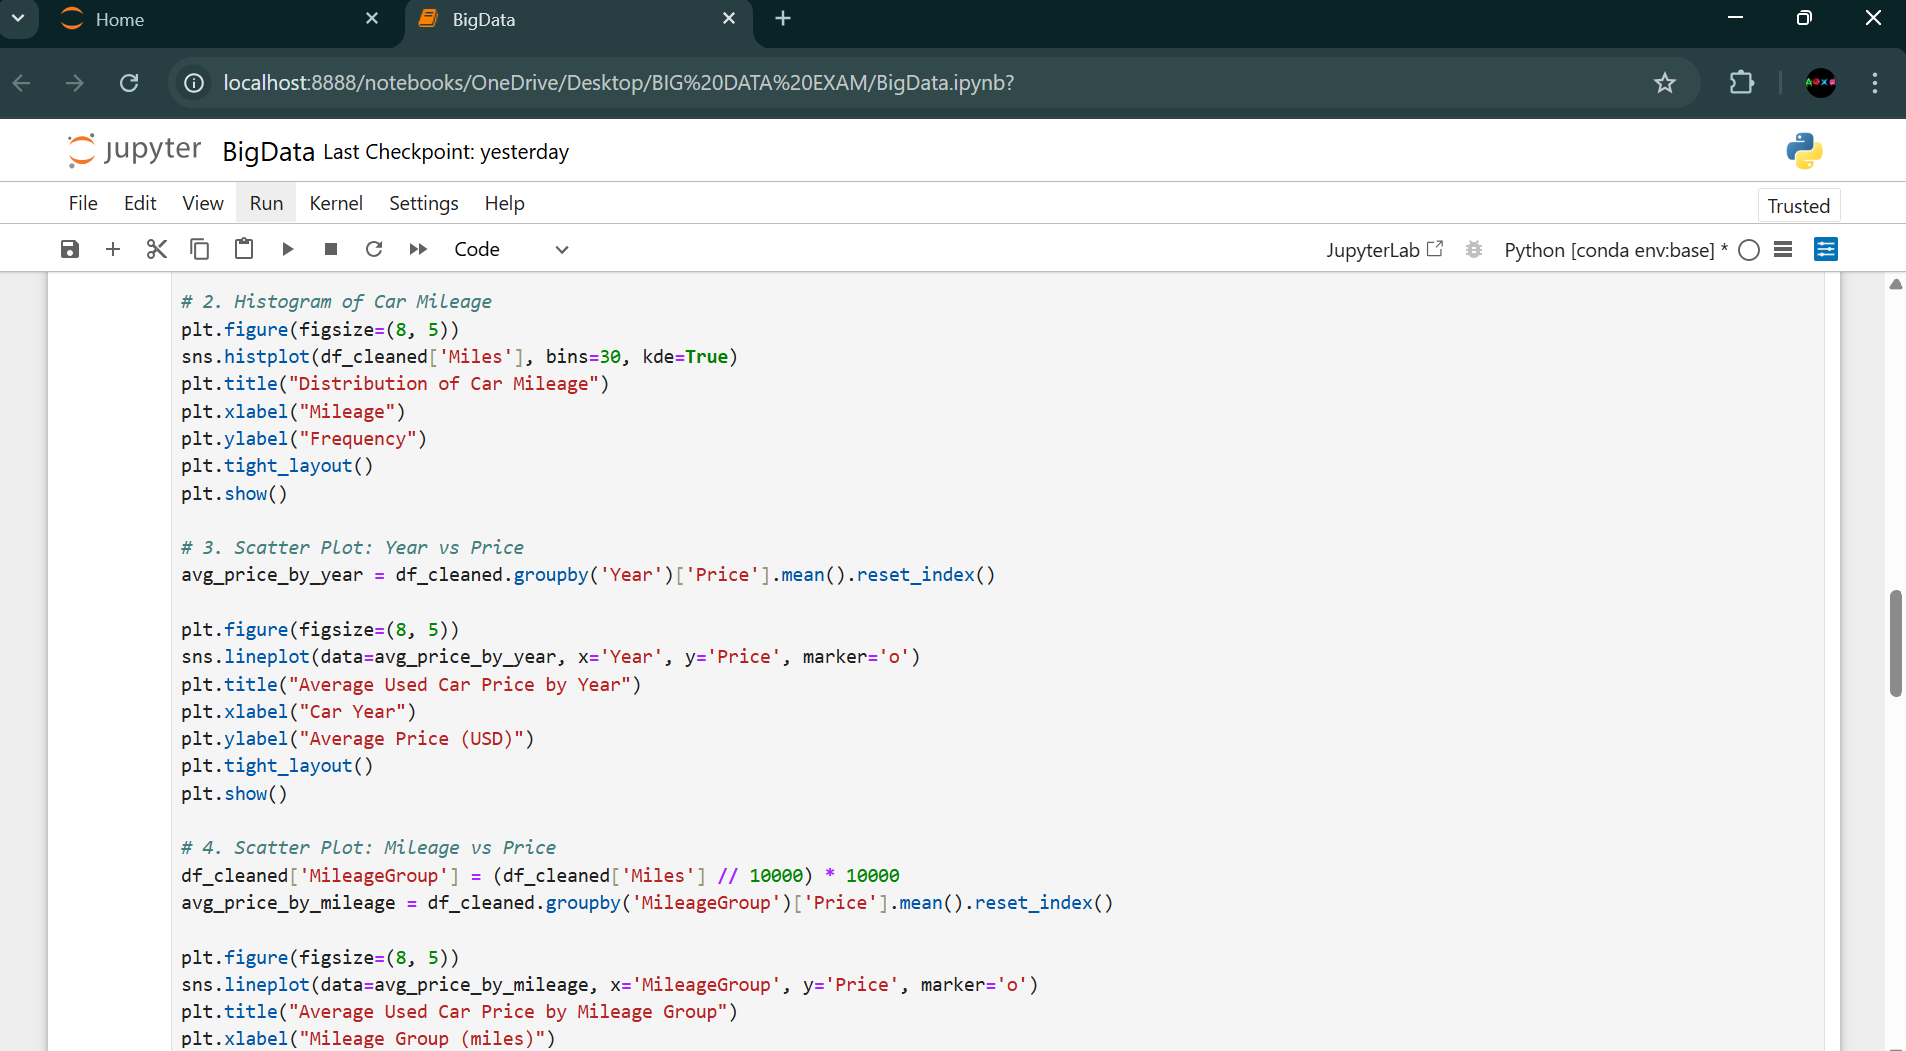 Home
BigData
localhost:8888/notebooks/OneDrive/Desktop/BIG%20DATA%20EXAM/BigData.ipynb?
jupyter BigData Last Checkpoint: yesterday
File Edit View Run Kernel Settings Help
Trusted
Code
JupyterLab
Python [conda env:base] *
# 2. Histogram of Car Mileage
plt.figure(figsize=(8, 5))
sns.histplot(df_cleaned['Miles'], bins=30, kde=True)
plt.title("Distribution of Car Mileage")
plt.xlabel("Mileage")
plt.ylabel("Frequency")
plt.tight_layout()
plt.show()
# 3. Scatter Plot: Year vs Price
avg_price_by_year = df_cleaned.groupby('Year')['Price'].mean().reset_index()
plt.figure(figsize=(8, 5))
sns.lineplot(data=avg_price_by_year, x='Year', y='Price', marker='o')
plt.title("Average Used Car Price by Year")
plt.xlabel("Car Year")
plt.ylabel("Average Price (USD)")
plt.tight_layout()
plt.show()
# 4. Scatter Plot: Mileage vs Price
df_cleaned['MileageGroup'] = (df_cleaned['Miles'] // 10000) * 10000
avg_price_by_mileage = df_cleaned.groupby('MileageGroup')['Price'].mean().reset_index()
plt.figure(figsize=(8, 5))
sns.lineplot(data=avg_price_by_mileage, x='MileageGroup', y='Price', marker='o')
plt.title("Average Used Car Price by Mileage Group")
plt.xlabel("Mileage Group (miles)")